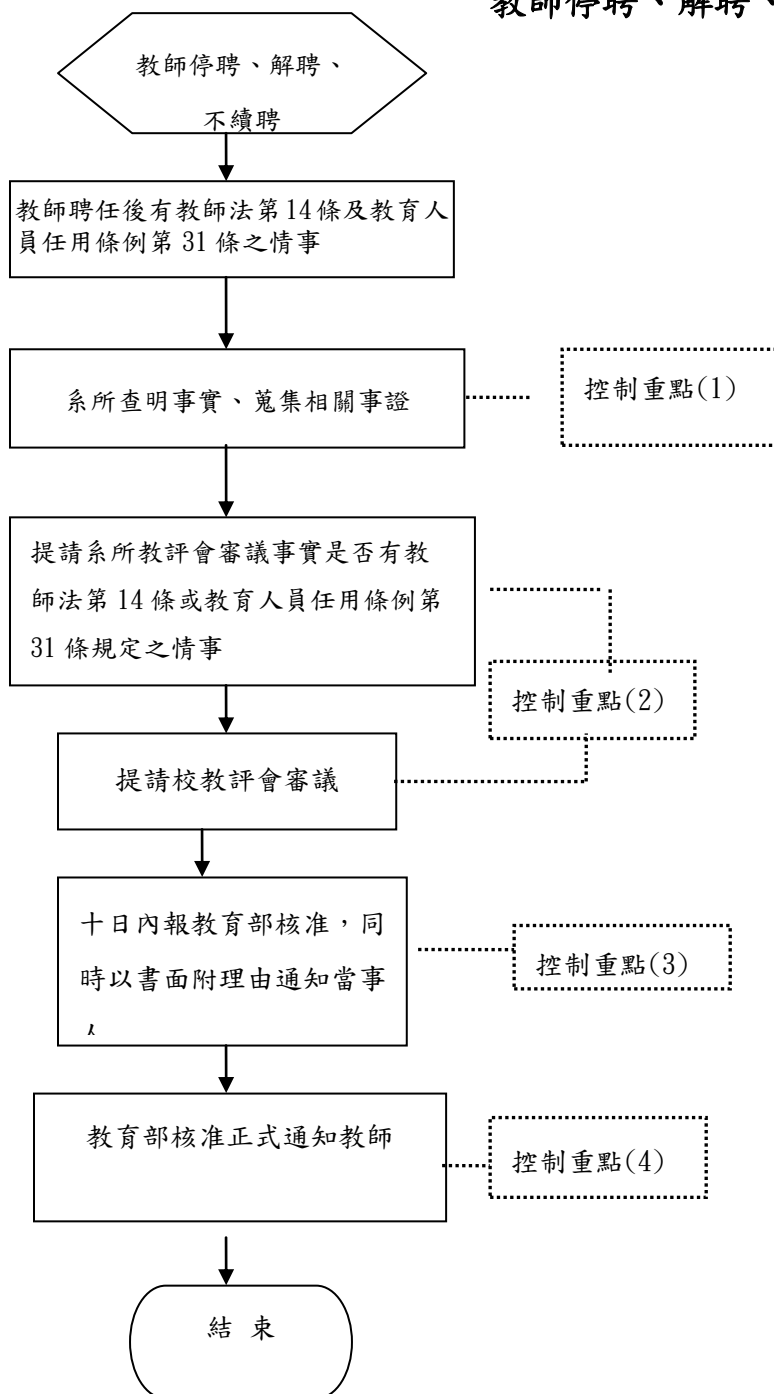 教師停聘、解聘、
教師停聘、解聘、
不續聘
教師聘任後有教師法第14條及教育人
員任用條例第31條之情事
系所查明事實、蒐集相關事證
控制重點(1)
提請系所教評會審議事實是否有教
師法第14條或教育人員任用條例第
31條規定之情事
控制重點(2)
提請校教評會審議
十日內報教育部核准，同
時以書面附理由通知當事
控制重點(3)
教育部核准正式通知教師
控制重點(4)
結 束